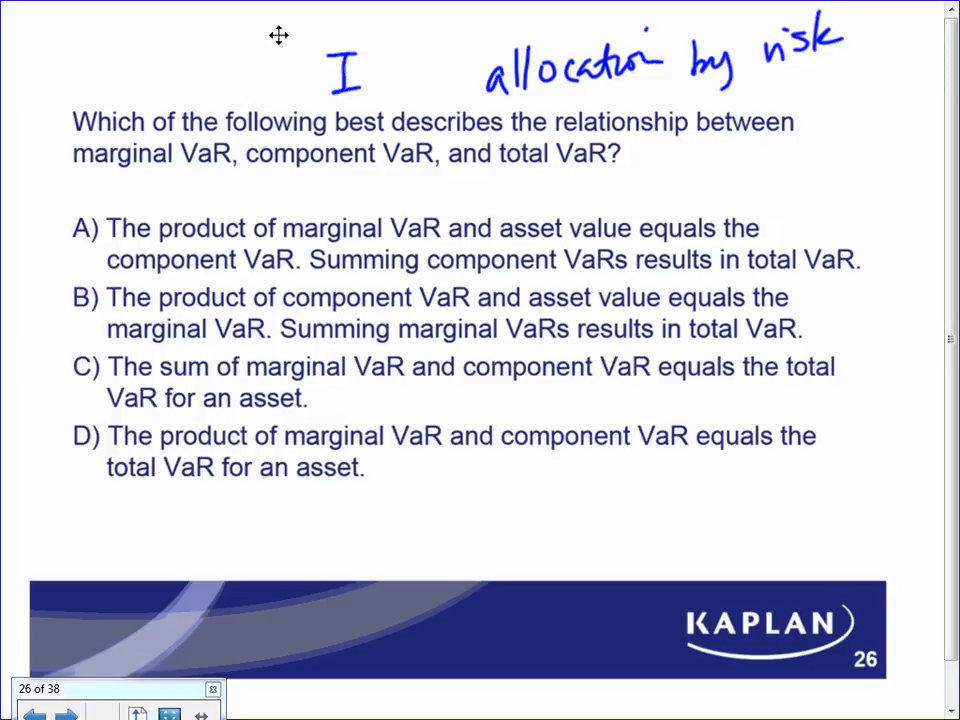 I allocation by risk
Which of the following best describes the relationship between
marginal VaR, component VaR, and total VaR?
A) The product of marginal VaR and asset value equals the
component VaR. Summing component VaRs results in total VaR.
B) The product of component VaR and asset value equals the
marginal VaR. Summing marginal VaRs results in total VaR.
C) The sum of marginal VaR and component VaR equals the total
VaR for an asset.
D) The product of marginal VaR and component VaR equals the
total VaR for an asset.
KAPLAN
26
26 of 38